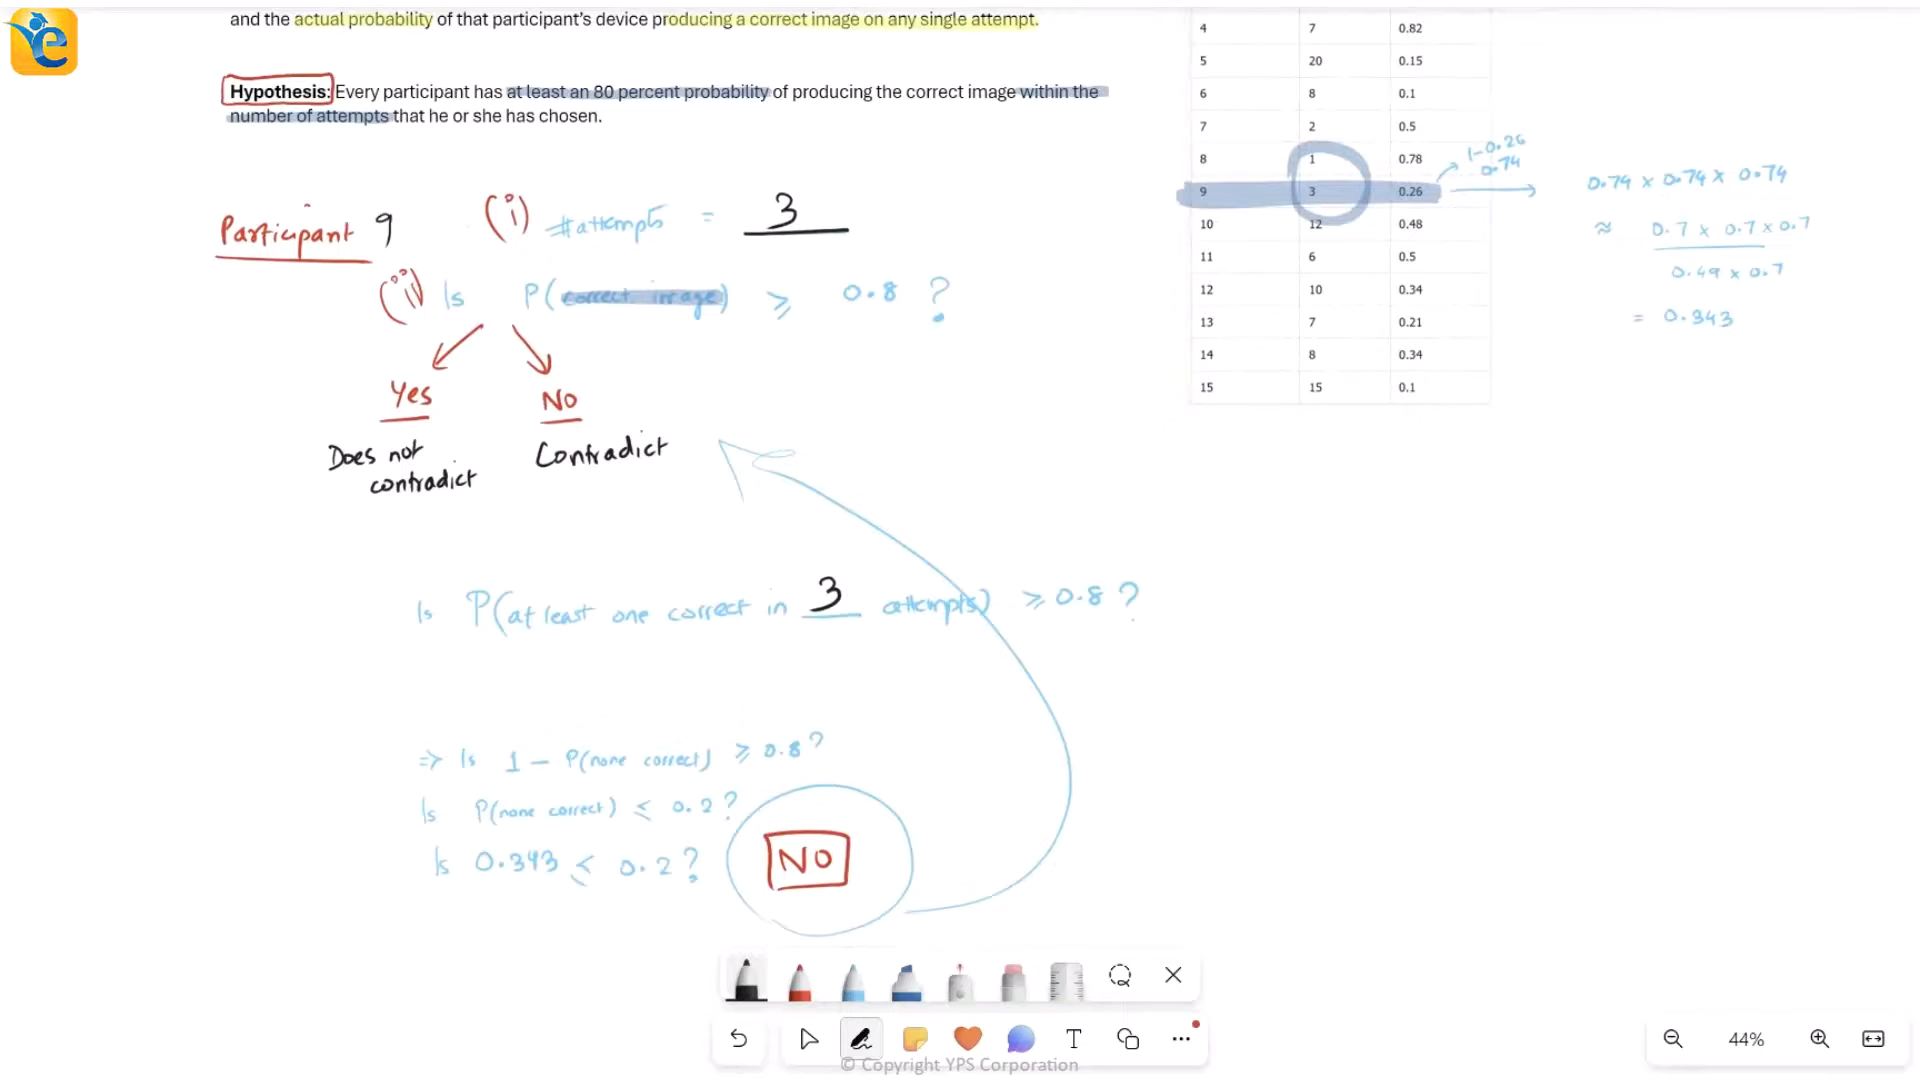 and the actual probability of that participant's device producing a correct image on any single attempt.
Hypothesis: Every participant has at least an 80 percent probability of producing the correct image within the
number of attempts that he or she has chosen.
Participant 9
(i) #attempts = 3
(ii) Is P(correct image) ≥ 0.8 ?
Yes
No
Does not
contradict
Contradict
Is P(at least one correct in 3 attempts) ≥ 0.8 ?
⇒ Is 1 – P(none correct) ≥ 0.8 ?
Is P(none correct) ≤ 0.2 ?
Is 0.343 ≤ 0.2 ?
NO
4 7 0.82
5 20 0.15
6 8 0.1
7 2 0.5
8 1 0.78
9 3 0.26
10 12 0.48
11 6 0.5
12 10 0.34
13 7 0.21
14 8 0.34
15 15 0.1
1-0.26
0.74
0.74 x 0.74 x 0.74
≈ 0.7 x 0.7 x 0.7
0.49 x 0.7
= 0.343
T
44%
© Copyright YPS Corporation